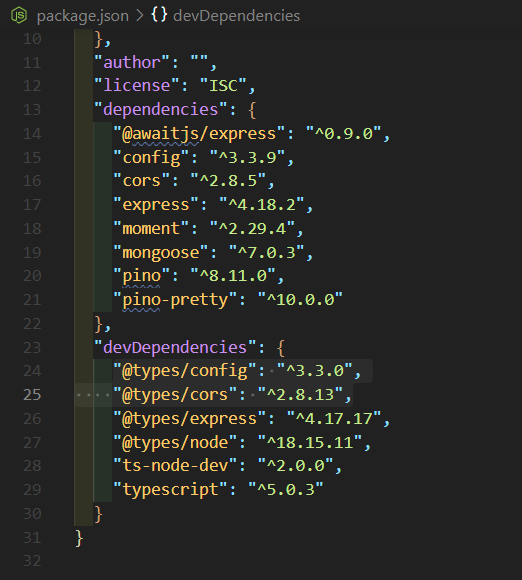 package.json > {} devDependencies
10 },
11 "author": "",
12 "license": "ISC",
13 "dependencies": {
14 "@awaitjs/express": "^0.9.0",
15 "config": "^3.3.9",
16 "cors": "^2.8.5",
17 "express": "^4.18.2",
18 "moment": "^2.29.4",
19 "mongoose": "^7.0.3",
20 "pino": "^8.11.0",
21 "pino-pretty": "^10.0.0"
22 },
23 "devDependencies": {
24 "@types/config": "^3.3.0",
25 "@types/cors": "^2.8.13",
26 "@types/express": "^4.17.17",
27 "@types/node": "^18.15.11",
28 "ts-node-dev": "^2.0.0",
29 "typescript": "^5.0.3"
30 }
31 }
32